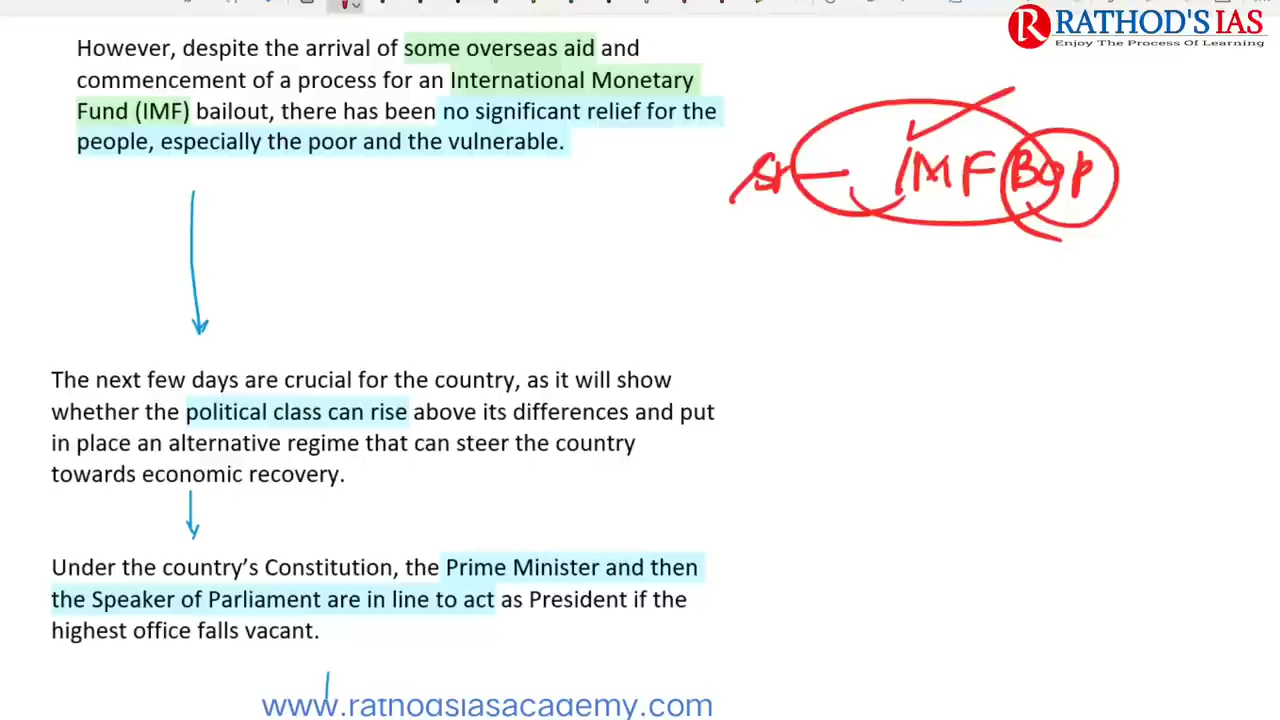 RATHOD'S IAS
Enjoy The Process Of Learning
However, despite the arrival of some overseas aid and
commencement of a process for an International Monetary
Fund (IMF) bailout, there has been no significant relief for the
people, especially the poor and the vulnerable.
IMF BOP
The next few days are crucial for the country, as it will show
whether the political class can rise above its differences and put
in place an alternative regime that can steer the country
towards economic recovery.
Under the country's Constitution, the Prime Minister and then
the Speaker of Parliament are in line to act as President if the
highest office falls vacant.
www.rathodsiasacademy.com